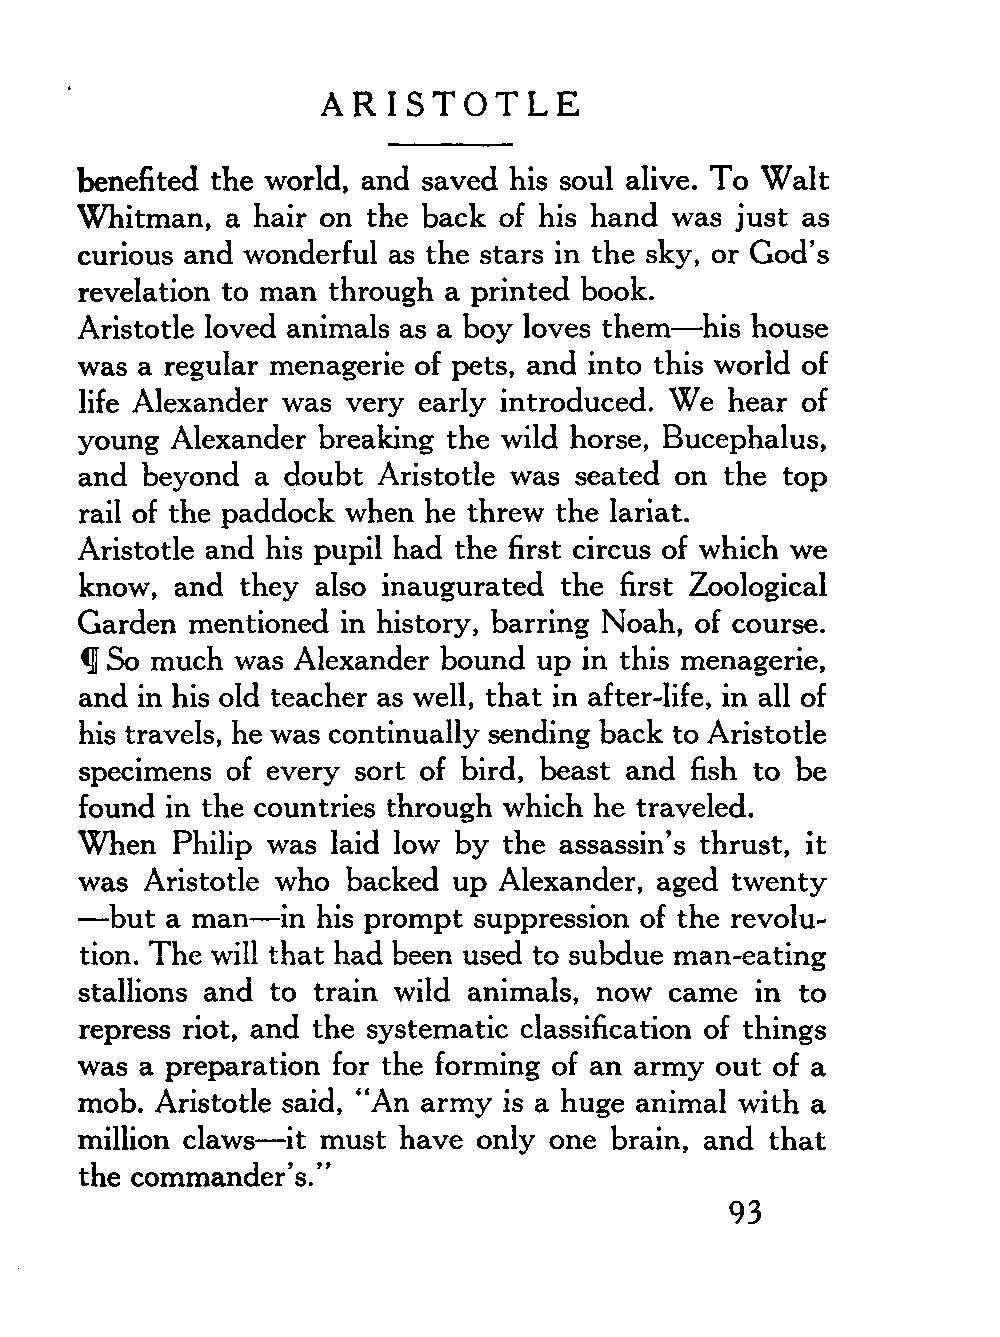 ARISTOTLE
benefited the world, and saved his soul alive. To Walt
Whitman, a hair on the back of his hand was just as
curious and wonderful as the stars in the sky, or God's
revelation to man through a printed book.
Aristotle loved animals as a boy loves them—his house
was a regular menagerie of pets, and into this world of
life Alexander was very early introduced. We hear of
young Alexander breaking the wild horse, Bucephalus,
and beyond a doubt Aristotle was seated on the top
rail of the paddock when he threw the lariat.
Aristotle and his pupil had the first circus of which we
know, and they also inaugurated the first Zoological
Garden mentioned in history, barring Noah, of course.
¶ So much was Alexander bound up in this menagerie,
and in his old teacher as well, that in after-life, in all of
his travels, he was continually sending back to Aristotle
specimens of every sort of bird, beast and fish to be
found in the countries through which he traveled.
When Philip was laid low by the assassin's thrust, it
was Aristotle who backed up Alexander, aged twenty
—but a man—in his prompt suppression of the revolu-
tion. The will that had been used to subdue man-eating
stallions and to train wild animals, now came in to
repress riot, and the systematic classification of things
was a preparation for the forming of an army out of a
mob. Aristotle said, "An army is a huge animal with a
million claws—it must have only one brain, and that
the commander's."
93